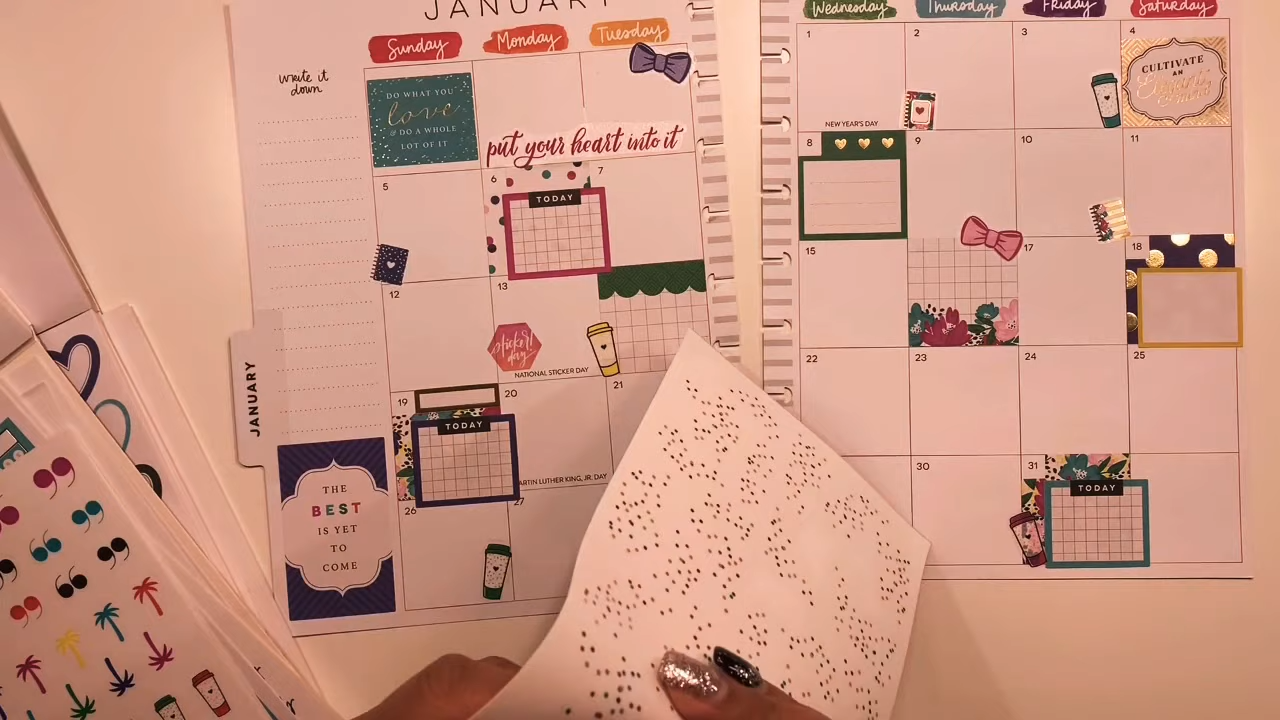 JANUARY
Sunday
Monday
Tuesday
write it
down
DO WHAT YOU
love
& DO A WHOLE
LOT OF IT
put your heart into it
5
6
7
TODAY
12
13
sticker
day
NATIONAL STICKER DAY
JANUARY
19
20
21
TODAY
ARTIN LUTHER KING, JR. DAY
THE
BEST
IS YET
TO
COME
26
27
Wednesday
Thursday
Friday
Saturday
1
2
3
4
NEW YEAR'S DAY
CULTIVATE
AN
8
9
10
11
15
17
18
22
23
24
25
30
31
TODAY